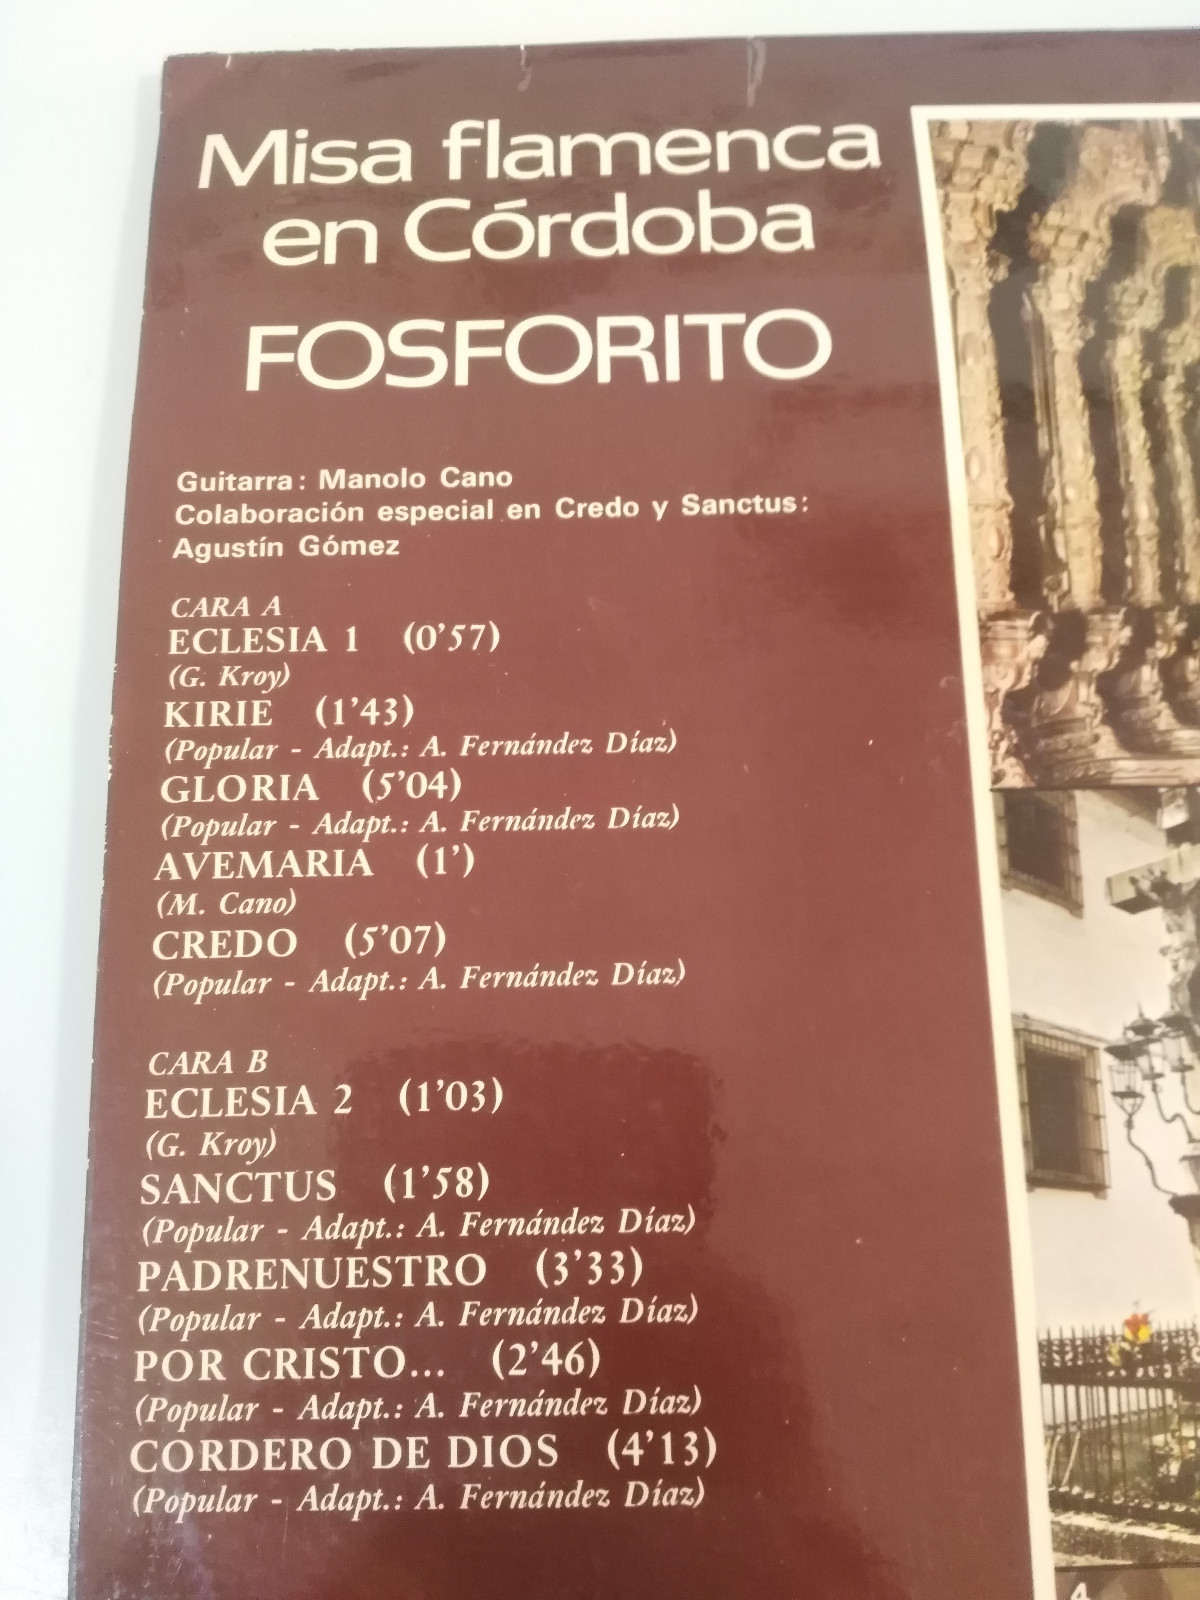 Misa flamenca
en Córdoba
FOSFORITO
Guitarra: Manolo Cano
Colaboración especial en Credo y Sanctus:
Agustín Gómez
CARA A
ECLESIA 1 (0'57)
(G. Kroy)
KIRIE (1'43)
(Popular - Adapt.: A. Fernández Díaz)
GLORIA (5'04)
(Popular - Adapt.: A. Fernández Díaz)
AVEMARIA (1')
(M. Cano)
CREDO (5'07)
(Popular - Adapt.: A. Fernández Díaz)
CARA B
ECLESIA 2 (1'03)
(G. Kroy)
SANCTUS (1'58)
(Popular - Adapt.: A. Fernández Díaz)
PADRENUESTRO (3'33)
(Popular - Adapt.: A. Fernández Díaz)
POR CRISTO... (2'46)
(Popular - Adapt.: A. Fernández Díaz)
CORDERO DE DIOS (4'13)
(Popular - Adapt.: A. Fernández Díaz)
4